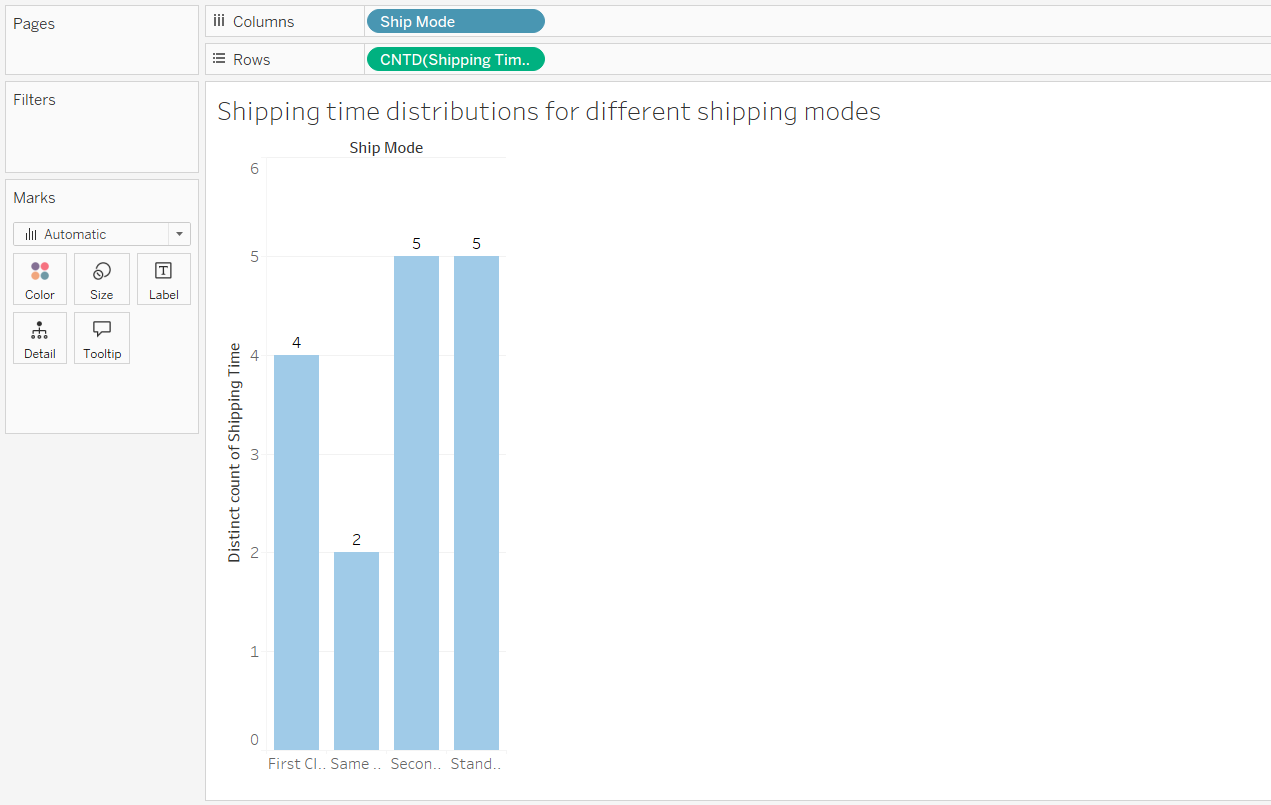 Pages
Columns
Ship Mode
Rows
CNTD(Shipping Tim..
Filters
Marks
Automatic
Color
Size
Label
Detail
Tooltip
Shipping time distributions for different shipping modes
Ship Mode
Distinct count of Shipping Time
6
5
4
3
2
1
0
4
2
5
5
First Cl..
Same ..
Secon..
Stand..